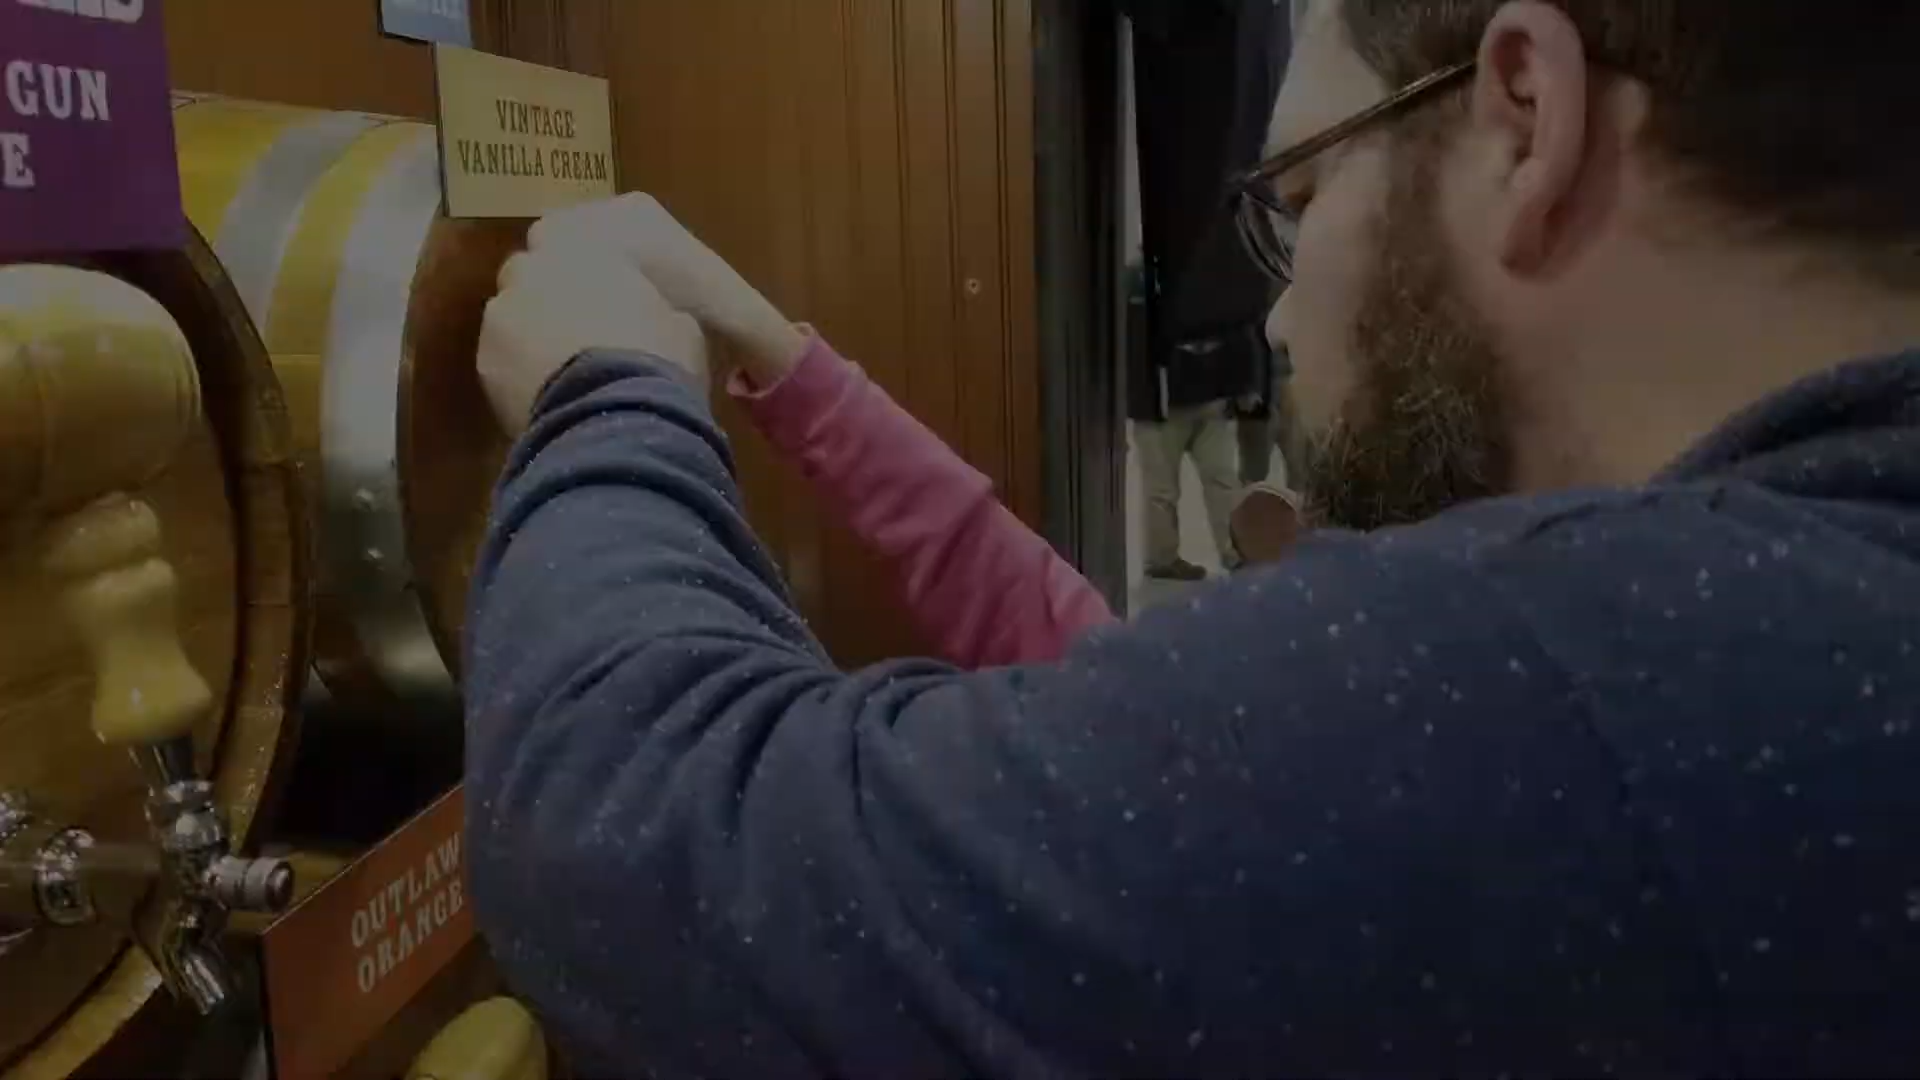 GUN
E
VINTAGE
VANILLA CREAM
OUTLAW
ORANGE